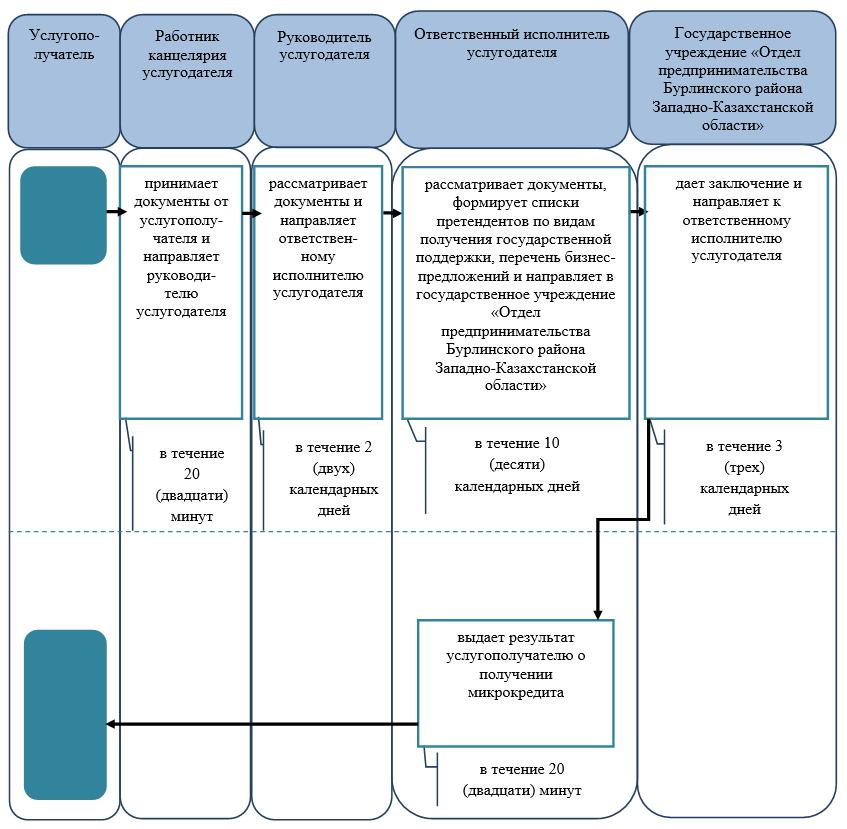 Услугопо-
лучатель
Работник
канцелярия
услугодателя
Руководитель
услугодателя
Ответственный исполнитель
услугодателя
Государственное
учреждение «Отдел
предпринимательства
Бурлинского района
Западно-Казахстанской
области»
принимает
документы от
услугополу-
чателя и
направляет
руководи-
телю
услугодателя
рассматривает
документы и
направляет
ответствен-
ному
исполнителю
услугодателя
рассматривает документы,
формирует списки
претендентов по видам
получения государственной
поддержки, перечень бизнес-
предложений и направляет в
государственное учреждение
«Отдел
предпринимательства
Бурлинского района
Западно-Казахстанской
области»
дает заключение и
направляет к
ответственному
исполнителю
услугодателя
в течение
20
(двадцати)
минут
в течение 2
(двух)
календарных
дней
в течение 10
(десяти)
календарных дней
в течение 3
(трех)
календарных
дней
выдает результат
услугополучателю о
получении
микрокредита
в течение 20
(двадцати) минут